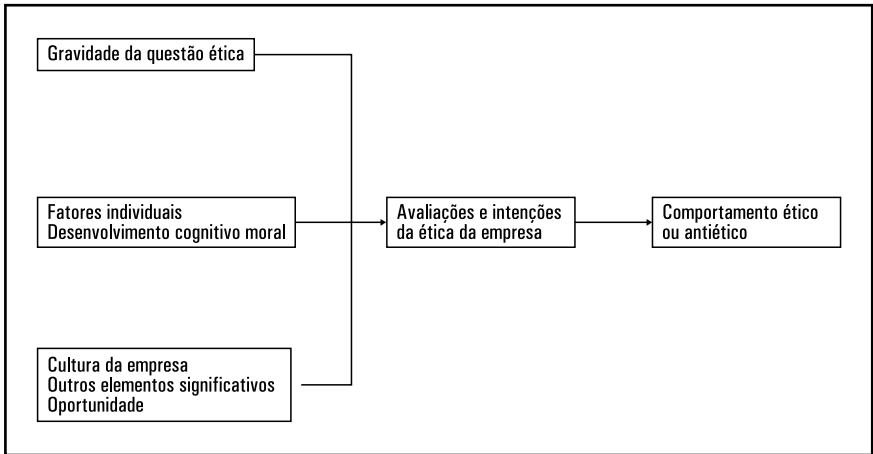 Gravidade da questão ética
Fatores individuais
Desenvolvimento cognitivo moral
Avaliações e intenções
da ética da empresa
Comportamento ético
ou antiético
Cultura da empresa
Outros elementos significativos
Oportunidade